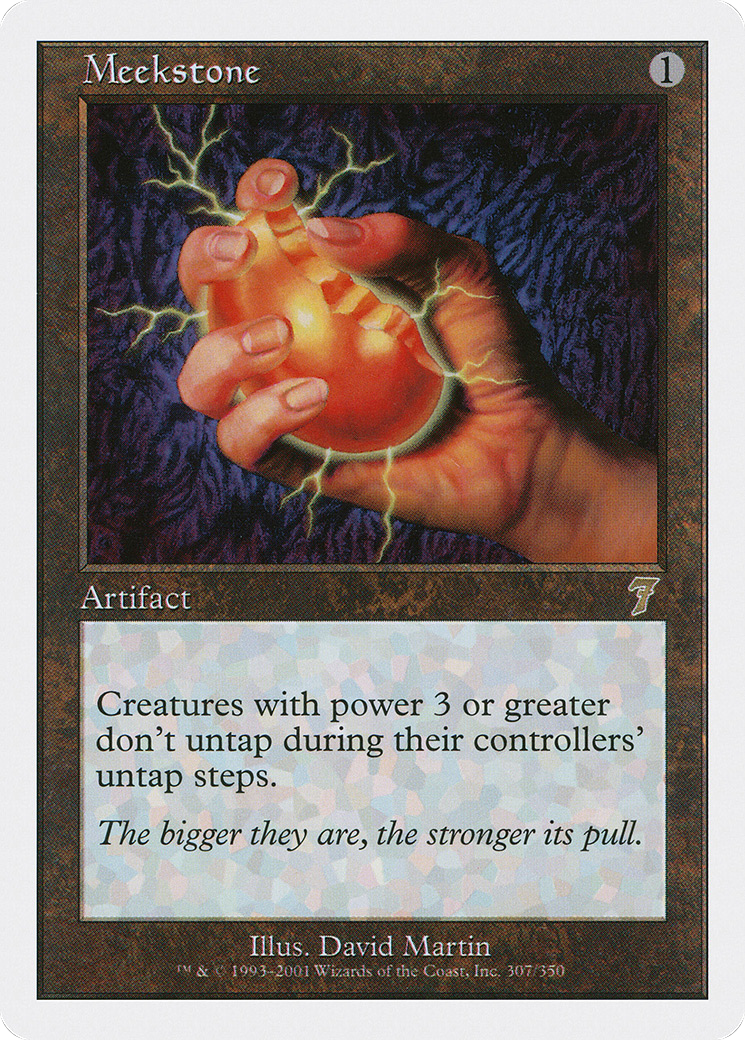 Meekstone
1
Artifact
7
Creatures with power 3 or greater
don't untap during their controllers'
untap steps.
The bigger they are, the stronger its pull.
Illus. David Martin
™ & © 1993-2001 Wizards of the Coast, Inc. 307/350